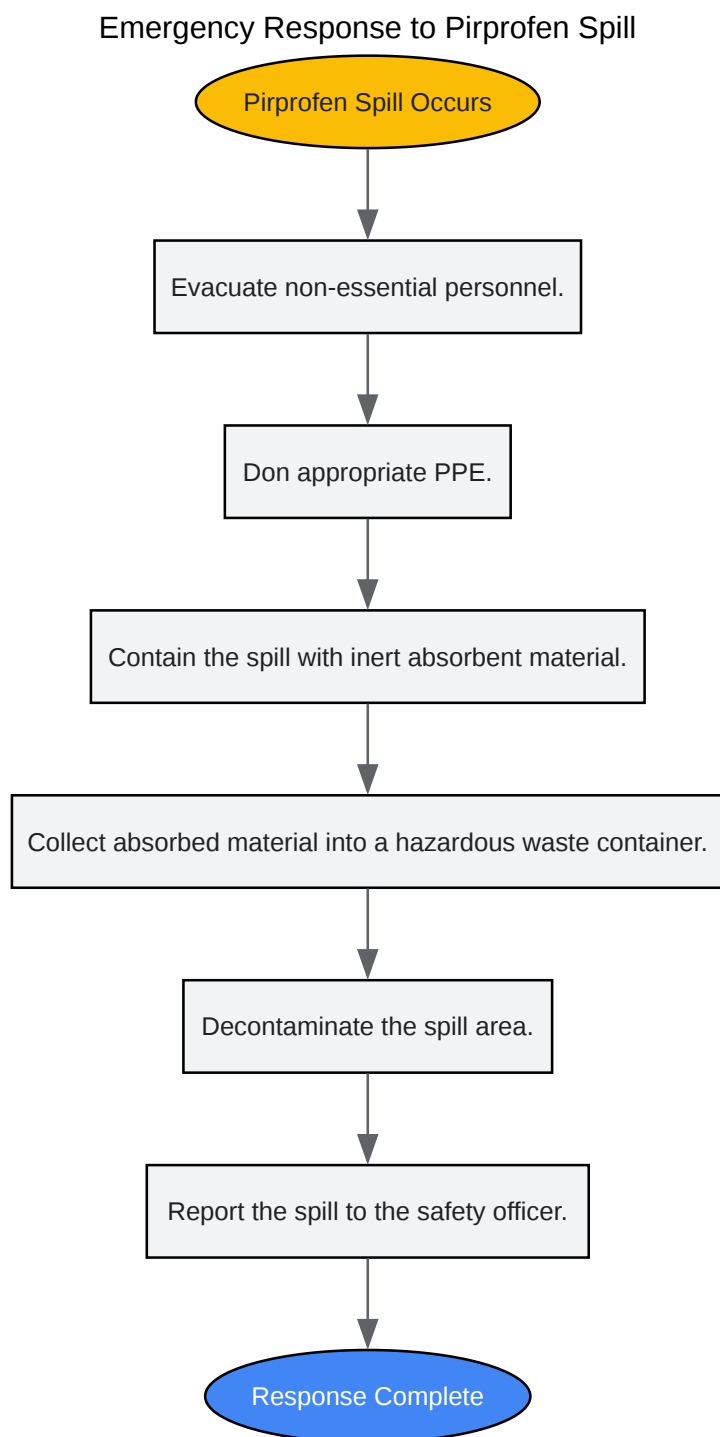 Emergency Response to Pirprofen Spill
Pirprofen Spill Occurs
Evacuate non-essential personnel.
Don appropriate PPE.
Contain the spill with inert absorbent material.
Collect absorbed material into a hazardous waste container.
Decontaminate the spill area.
Report the spill to the safety officer.
Response Complete